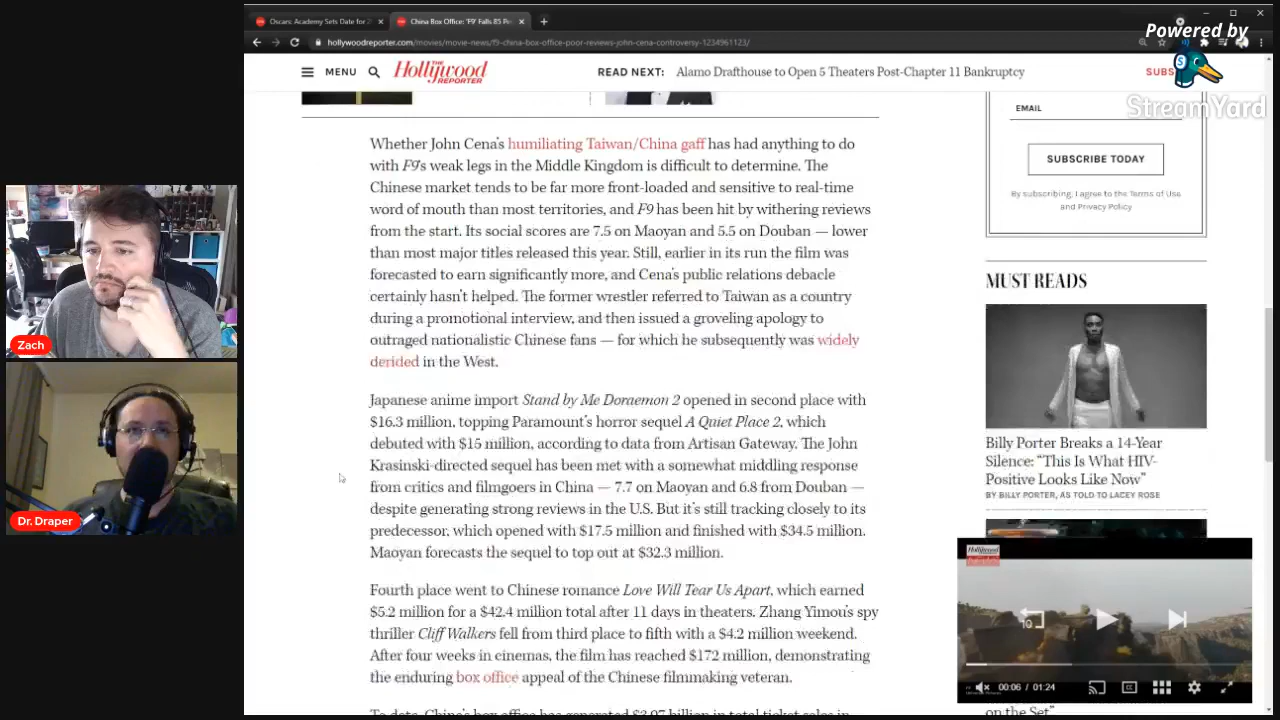 Oscars: Academy Sets Date for 2
China Box Office: 'F9' Falls 85 Pe
hollywoodreporter.com/movies/movie-news/f9-china-box-office-poor-reviews-john-cena-controversy-1234961123/
Powered by
StreamYard
MENU
THE
Hollywood
REPORTER
READ NEXT: Alamo Drafthouse to Open 5 Theaters Post-Chapter 11 Bankruptcy
SUBS
Whether John Cena's humiliating Taiwan/China gaff has had anything to do
with F9's weak legs in the Middle Kingdom is difficult to determine. The
Chinese market tends to be far more front-loaded and sensitive to real-time
word of mouth than most territories, and F9 has been hit by withering reviews
from the start. Its social scores are 7.5 on Maoyan and 5.5 on Douban — lower
than most major titles released this year. Still, earlier in its run the film was
forecasted to earn significantly more, and Cena's public relations debacle
certainly hasn't helped. The former wrestler referred to Taiwan as a country
during a promotional interview, and then issued a groveling apology to
outraged nationalistic Chinese fans — for which he subsequently was widely
derided in the West.
Japanese anime import Stand by Me Doraemon 2 opened in second place with
$16.3 million, topping Paramount's horror sequel A Quiet Place 2, which
debuted with $15 million, according to data from Artisan Gateway. The John
Krasinski-directed sequel has been met with a somewhat middling response
from critics and filmgoers in China — 7.7 on Maoyan and 6.8 from Douban —
despite generating strong reviews in the U.S. But it's still tracking closely to its
predecessor, which opened with $17.5 million and finished with $34.5 million.
Maoyan forecasts the sequel to top out at $32.3 million.
Fourth place went to Chinese romance Love Will Tear Us Apart, which earned
$5.2 million for a $42.4 million total after 11 days in theaters. Zhang Yimou's spy
thriller Cliff Walkers fell from third place to fifth with a $4.2 million weekend.
After four weeks in cinemas, the film has reached $172 million, demonstrating
the enduring box office appeal of the Chinese filmmaking veteran.
To date, China's box office has generated $3.97 billion in total ticket sales in
EMAIL
SUBSCRIBE TODAY
By subscribing, I agree to the Terms of Use
and Privacy Policy
MUST READS
Billy Porter Breaks a 14-Year
Silence: “This Is What HIV-
Positive Looks Like Now”
BY BILLY PORTER, AS TOLD TO LACEY ROSE
10
00:06 / 01:24
on the Set”
Zach
Dr. Draper